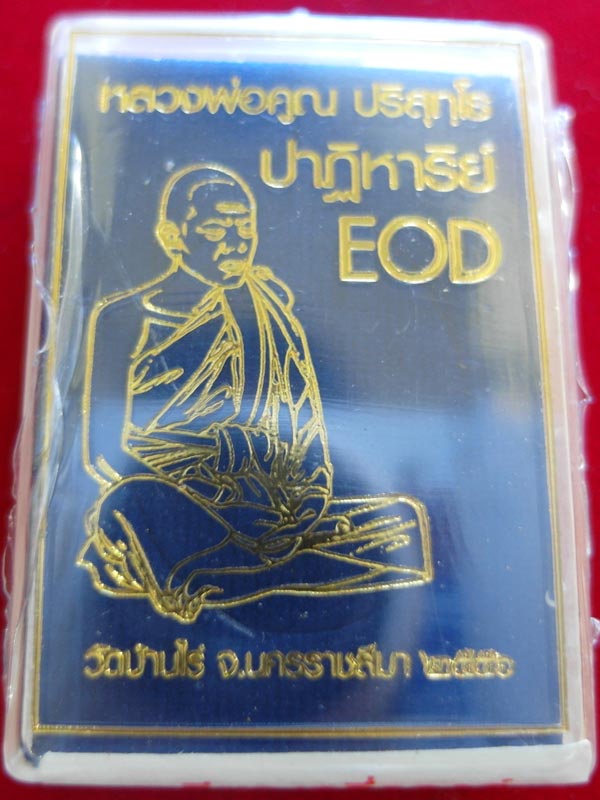 หลวงพ่อคูณ ปริสุทฺโธ
ปาฏิหาริย์
EOD
วัดบ้านไร่ จ.นครราชสีมา ๒๕๕๖